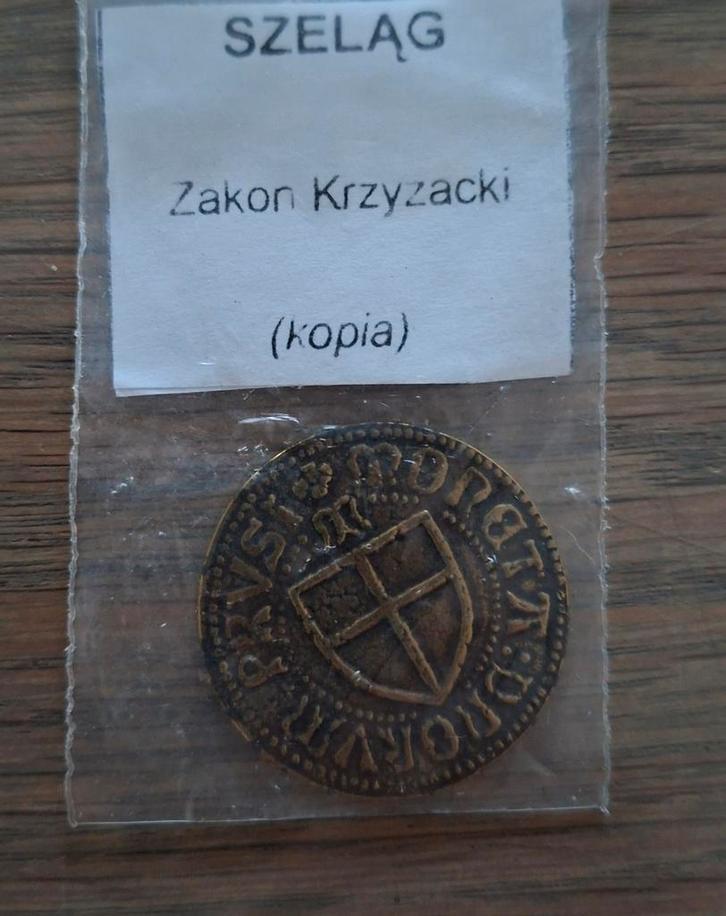 SZELĄG
Zakon Krzyzacki
(kopia)
M
MONETA·DNORVM PRVSI